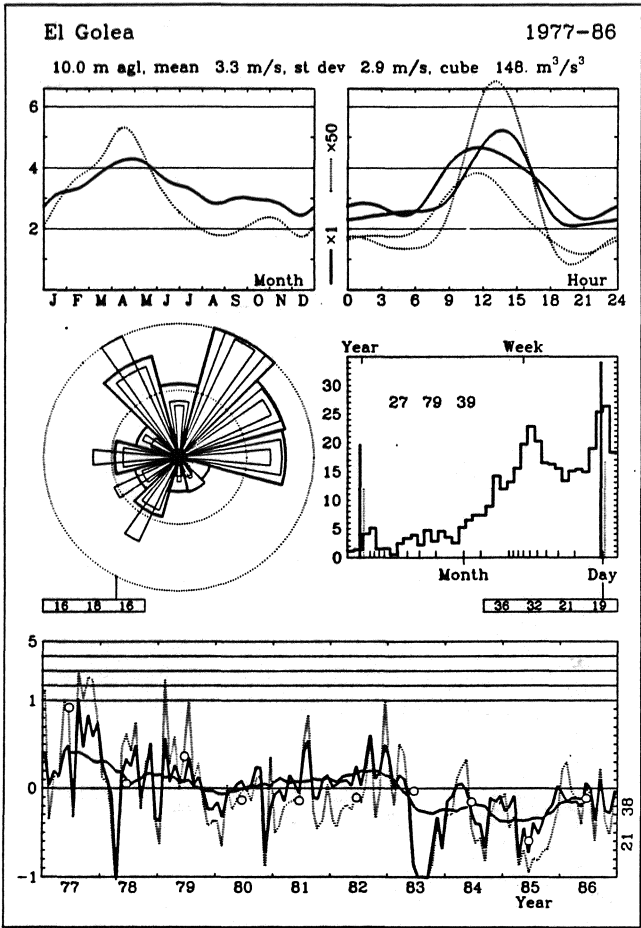 El Golea 1977-86
10.0 m agl, mean 3.3 m/s, st dev 2.9 m/s, cube 148. m³/s³
6
4
2
Month
J F M A M J J A S O N D
×1 ×50
Hour
0 3 6 9 12 15 18 21 24
Year Week
35
30
25
20
15
10
5
0
27 79 39
Month Day
16 18 16
36 32 21 19
5
1
0
-1
77 78 79 80 81 82 83 84 85 86
Year
21 38